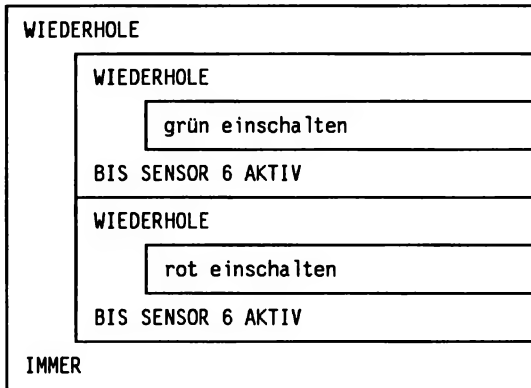 WIEDERHOLE
WIEDERHOLE
grün einschalten
BIS SENSOR 6 AKTIV
WIEDERHOLE
rot einschalten
BIS SENSOR 6 AKTIV
IMMER